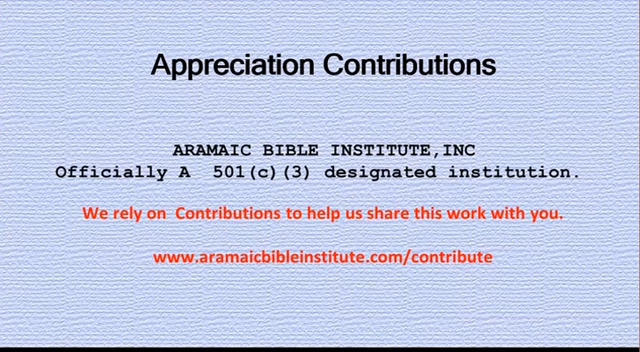 Appreciation Contributions
ARAMAIC BIBLE INSTITUTE,INC
Officially A 501(c)(3) designated institution.
We rely on Contributions to help us share this work with you.
www.aramaicbibleinstitute.com/contribute